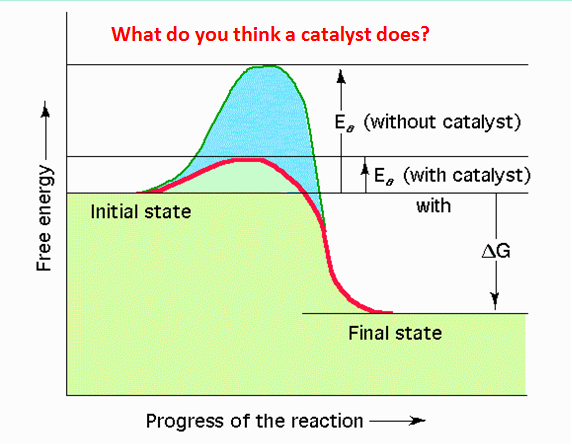 What do you think a catalyst does?
Eₐ (without catalyst)
Eₐ (with catalyst)
with
Initial state
ΔG
Final state
Free energy
Progress of the reaction